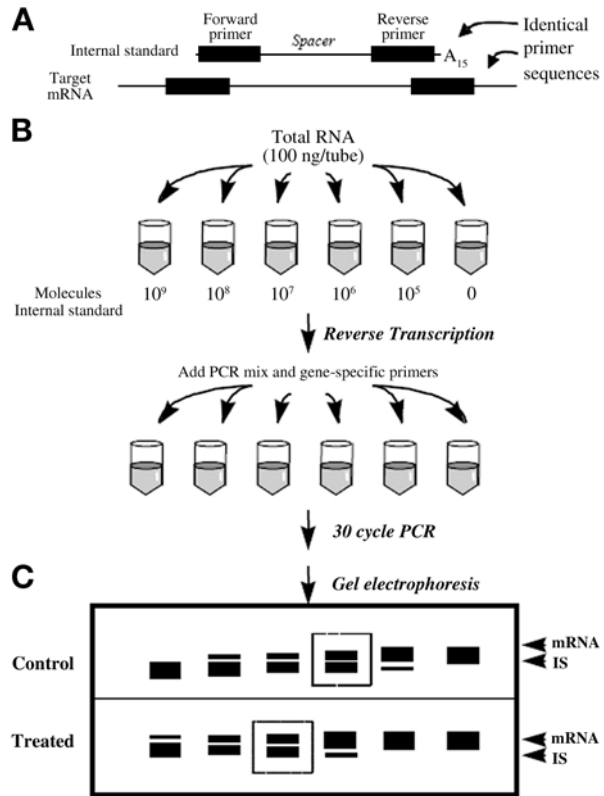 A
Forward primer
Spacer
Reverse primer
Internal standard
A₁₅
Identical primer sequences
Target mRNA
B
Total RNA
(100 ng/tube)
Molecules
Internal standard
10⁹ 10⁸ 10⁷ 10⁶ 10⁵ 0
Reverse Transcription
Add PCR mix and gene-specific primers
30 cycle PCR
Gel electrophoresis
C
Control
mRNA
IS
Treated
mRNA
IS